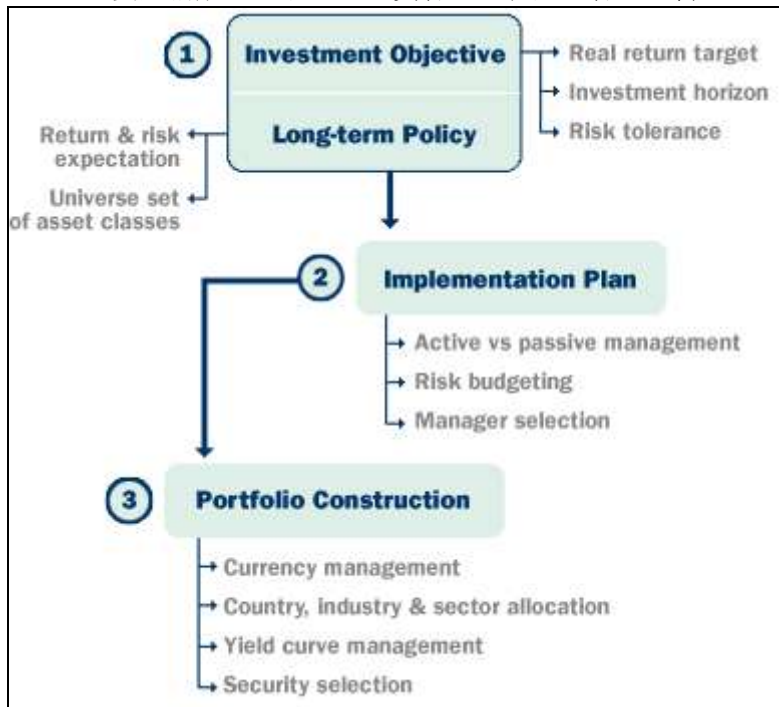 1
Investment Objective
Real return target
Investment horizon
Risk tolerance
Long-term Policy
Return & risk
expectation
Universe set
of asset classes
2
Implementation Plan
Active vs passive management
Risk budgeting
Manager selection
3
Portfolio Construction
Currency management
Country, industry & sector allocation
Yield curve management
Security selection